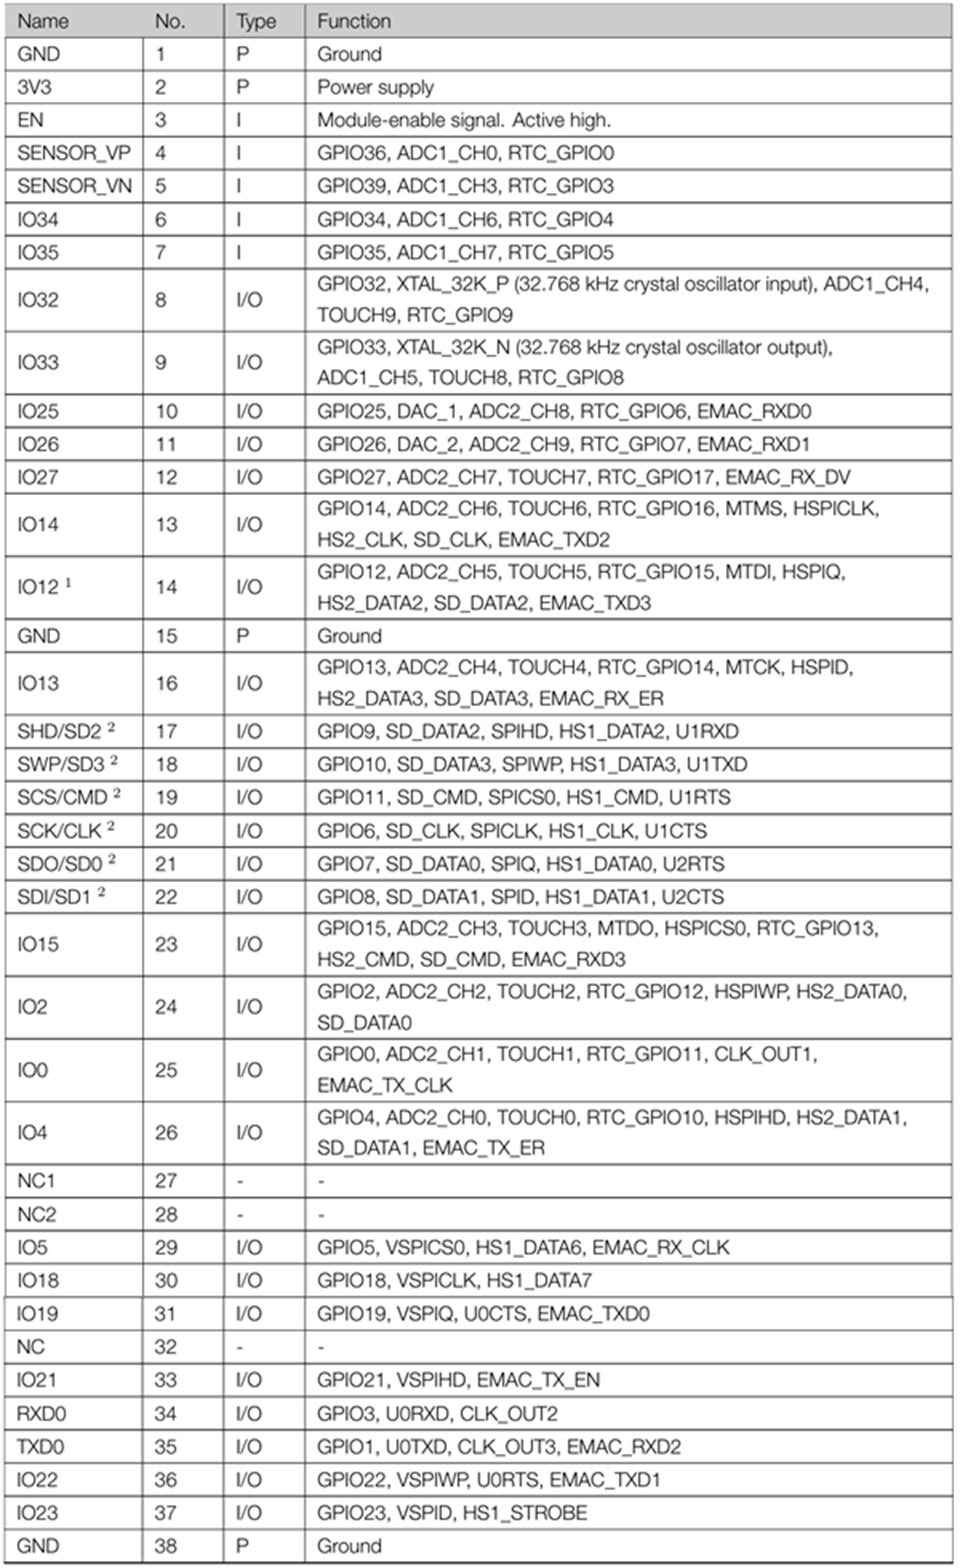 Name No. Type Function
GND 1 P Ground
3V3 2 P Power supply
EN 3 I Module-enable signal. Active high.
SENSOR_VP 4 I GPIO36, ADC1_CH0, RTC_GPIO0
SENSOR_VN 5 I GPIO39, ADC1_CH3, RTC_GPIO3
IO34 6 I GPIO34, ADC1_CH6, RTC_GPIO4
IO35 7 I GPIO35, ADC1_CH7, RTC_GPIO5
IO32 8 I/O GPIO32, XTAL_32K_P (32.768 kHz crystal oscillator input), ADC1_CH4,
TOUCH9, RTC_GPIO9
IO33 9 I/O GPIO33, XTAL_32K_N (32.768 kHz crystal oscillator output),
ADC1_CH5, TOUCH8, RTC_GPIO8
IO25 10 I/O GPIO25, DAC_1, ADC2_CH8, RTC_GPIO6, EMAC_RXD0
IO26 11 I/O GPIO26, DAC_2, ADC2_CH9, RTC_GPIO7, EMAC_RXD1
IO27 12 I/O GPIO27, ADC2_CH7, TOUCH7, RTC_GPIO17, EMAC_RX_DV
IO14 13 I/O GPIO14, ADC2_CH6, TOUCH6, RTC_GPIO16, MTMS, HSPICLK,
HS2_CLK, SD_CLK, EMAC_TXD2
IO12 ¹ 14 I/O GPIO12, ADC2_CH5, TOUCH5, RTC_GPIO15, MTDI, HSPIQ,
HS2_DATA2, SD_DATA2, EMAC_TXD3
GND 15 P Ground
IO13 16 I/O GPIO13, ADC2_CH4, TOUCH4, RTC_GPIO14, MTCK, HSPID,
HS2_DATA3, SD_DATA3, EMAC_RX_ER
SHD/SD2 ² 17 I/O GPIO9, SD_DATA2, SPIHD, HS1_DATA2, U1RXD
SWP/SD3 ² 18 I/O GPIO10, SD_DATA3, SPIWP, HS1_DATA3, U1TXD
SCS/CMD ² 19 I/O GPIO11, SD_CMD, SPICS0, HS1_CMD, U1RTS
SCK/CLK ² 20 I/O GPIO6, SD_CLK, SPICLK, HS1_CLK, U1CTS
SDO/SD0 ² 21 I/O GPIO7, SD_DATA0, SPIQ, HS1_DATA0, U2RTS
SDI/SD1 ² 22 I/O GPIO8, SD_DATA1, SPID, HS1_DATA1, U2CTS
IO15 23 I/O GPIO15, ADC2_CH3, TOUCH3, MTDO, HSPICS0, RTC_GPIO13,
HS2_CMD, SD_CMD, EMAC_RXD3
IO2 24 I/O GPIO2, ADC2_CH2, TOUCH2, RTC_GPIO12, HSPIWP, HS2_DATA0,
SD_DATA0
IO0 25 I/O GPIO0, ADC2_CH1, TOUCH1, RTC_GPIO11, CLK_OUT1,
EMAC_TX_CLK
IO4 26 I/O GPIO4, ADC2_CH0, TOUCH0, RTC_GPIO10, HSPIHD, HS2_DATA1,
SD_DATA1, EMAC_TX_ER
NC1 27 - -
NC2 28 - -
IO5 29 I/O GPIO5, VSPICS0, HS1_DATA6, EMAC_RX_CLK
IO18 30 I/O GPIO18, VSPICLK, HS1_DATA7
IO19 31 I/O GPIO19, VSPIQ, U0CTS, EMAC_TXD0
NC 32 - -
IO21 33 I/O GPIO21, VSPIHD, EMAC_TX_EN
RXD0 34 I/O GPIO3, U0RXD, CLK_OUT2
TXD0 35 I/O GPIO1, U0TXD, CLK_OUT3, EMAC_RXD2
IO22 36 I/O GPIO22, VSPIWP, U0RTS, EMAC_TXD1
IO23 37 I/O GPIO23, VSPID, HS1_STROBE
GND 38 P Ground